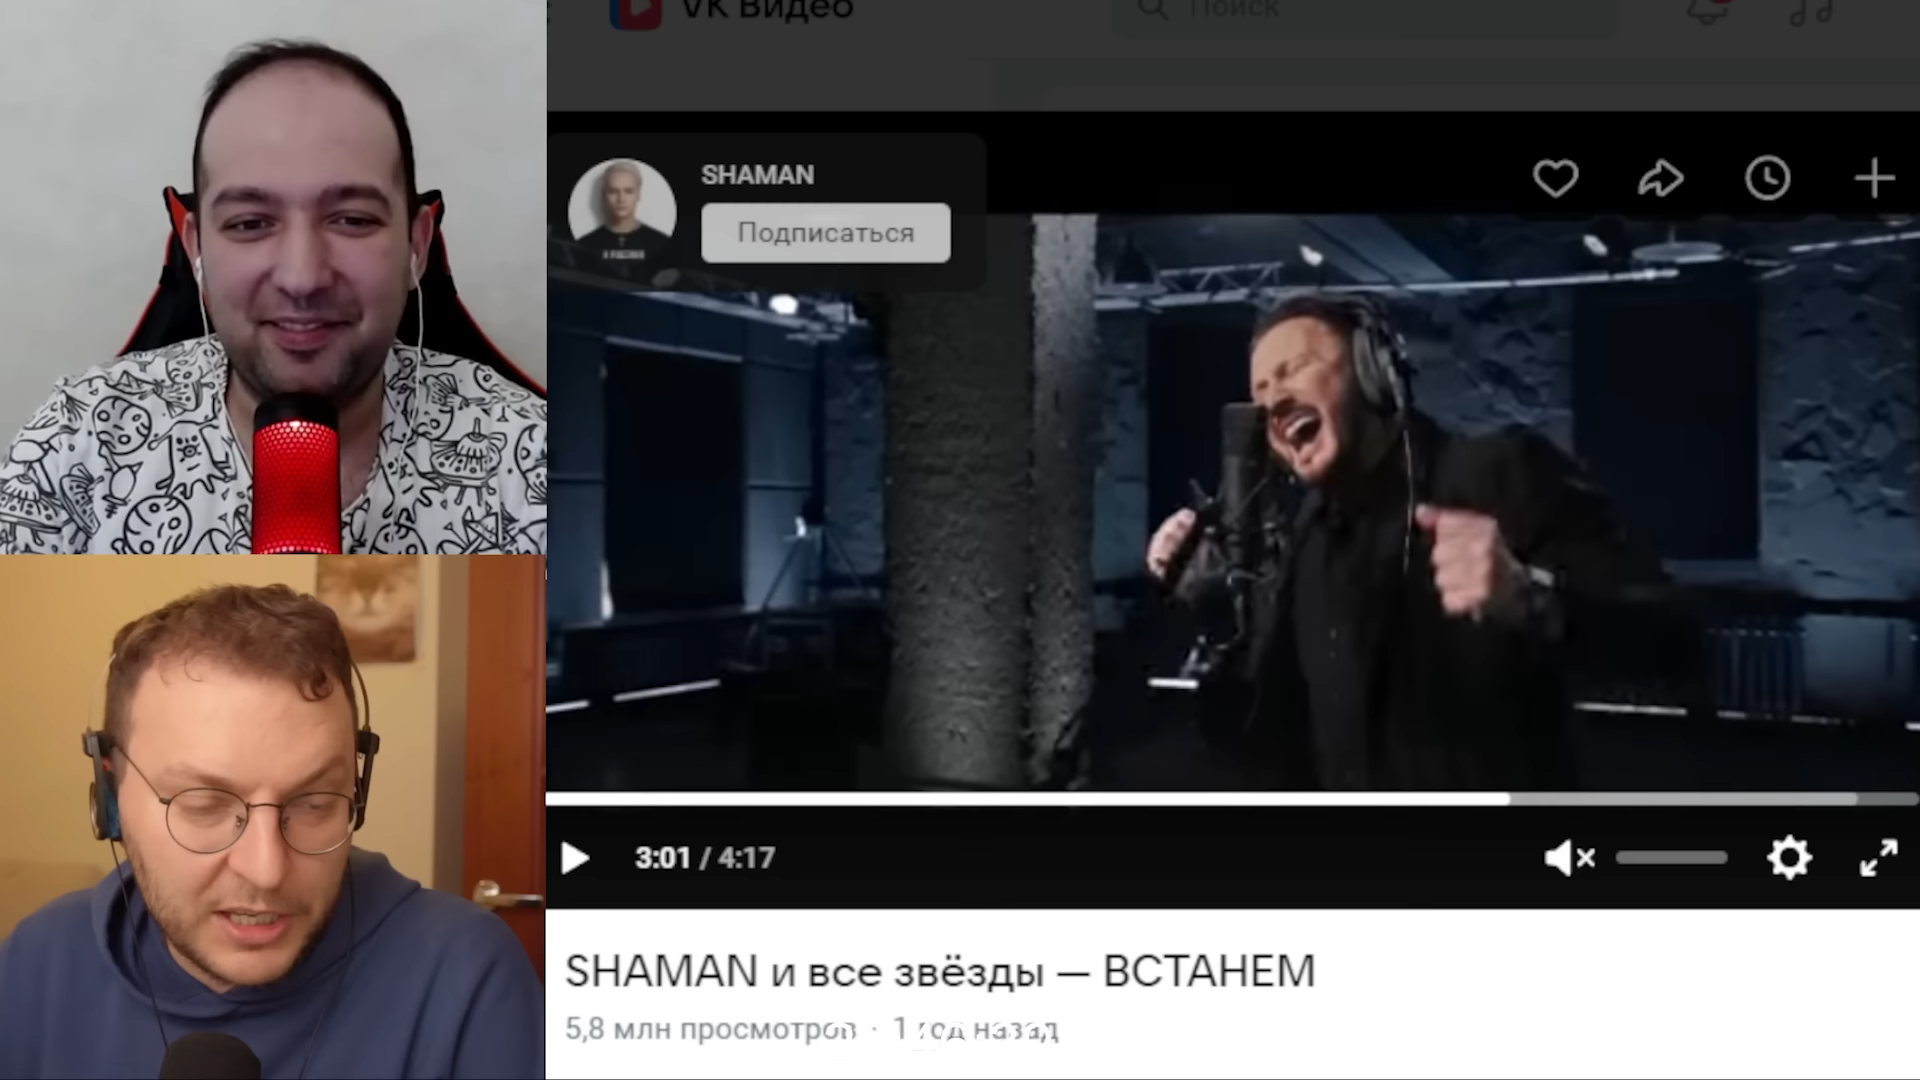 VK Видео
Поиск
SHAMAN
Подписаться
3:01 / 4:17
SHAMAN и все звёзды — ВСТАНЕМ
5,8 млн просмотров · 1 год назад